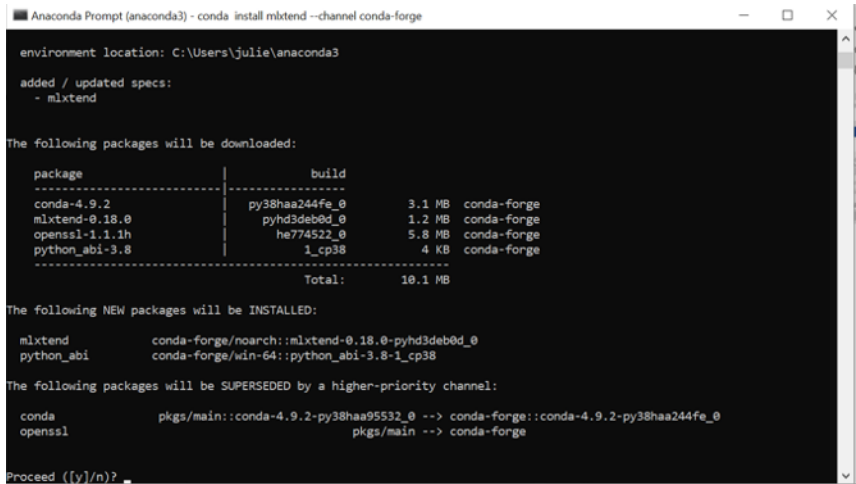 Anaconda Prompt (anaconda3) - conda install mlxtend --channel conda-forge
environment location: C:\Users\julie\anaconda3
added / updated specs:
- mlxtend
The following packages will be downloaded:
package | build
---------------------------|-----------------
conda-4.9.2 | py38haa244fe_0 3.1 MB conda-forge
mlxtend-0.18.0 | pyhd3deb0d_0 1.2 MB conda-forge
openssl-1.1.1h | he774522_0 5.8 MB conda-forge
python_abi-3.8 | 1_cp38 4 KB conda-forge
------------------------------------------------------------
Total: 10.1 MB
The following NEW packages will be INSTALLED:
mlxtend conda-forge/noarch::mlxtend-0.18.0-pyhd3deb0d_0
python_abi conda-forge/win-64::python_abi-3.8-1_cp38
The following packages will be SUPERSEDED by a higher-priority channel:
conda pkgs/main::conda-4.9.2-py38haa95532_0 --> conda-forge::conda-4.9.2-py38haa244fe_0
openssl pkgs/main --> conda-forge
Proceed ([y]/n)? _